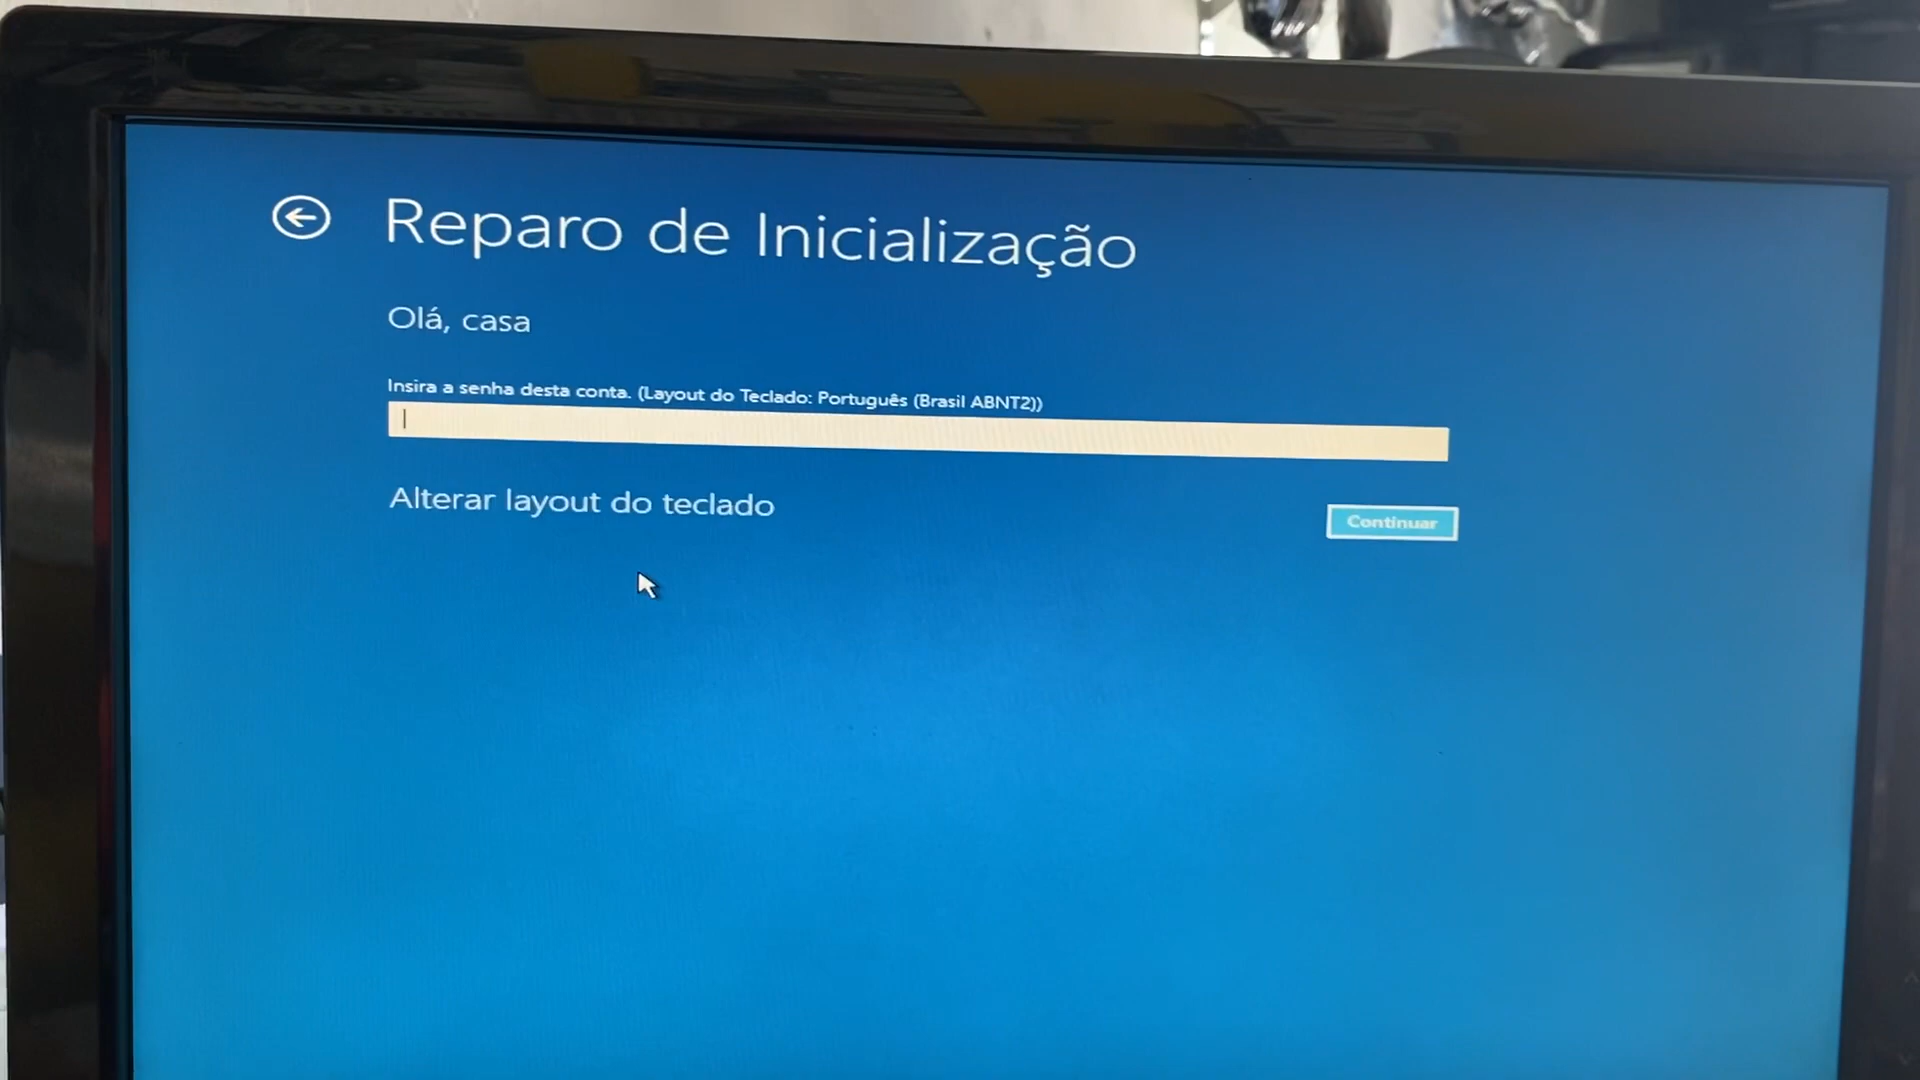 Reparo de Inicialização
Olá, casa
Insira a senha desta conta. (Layout do Teclado: Português (Brasil ABNT2))
Alterar layout do teclado
Continuar